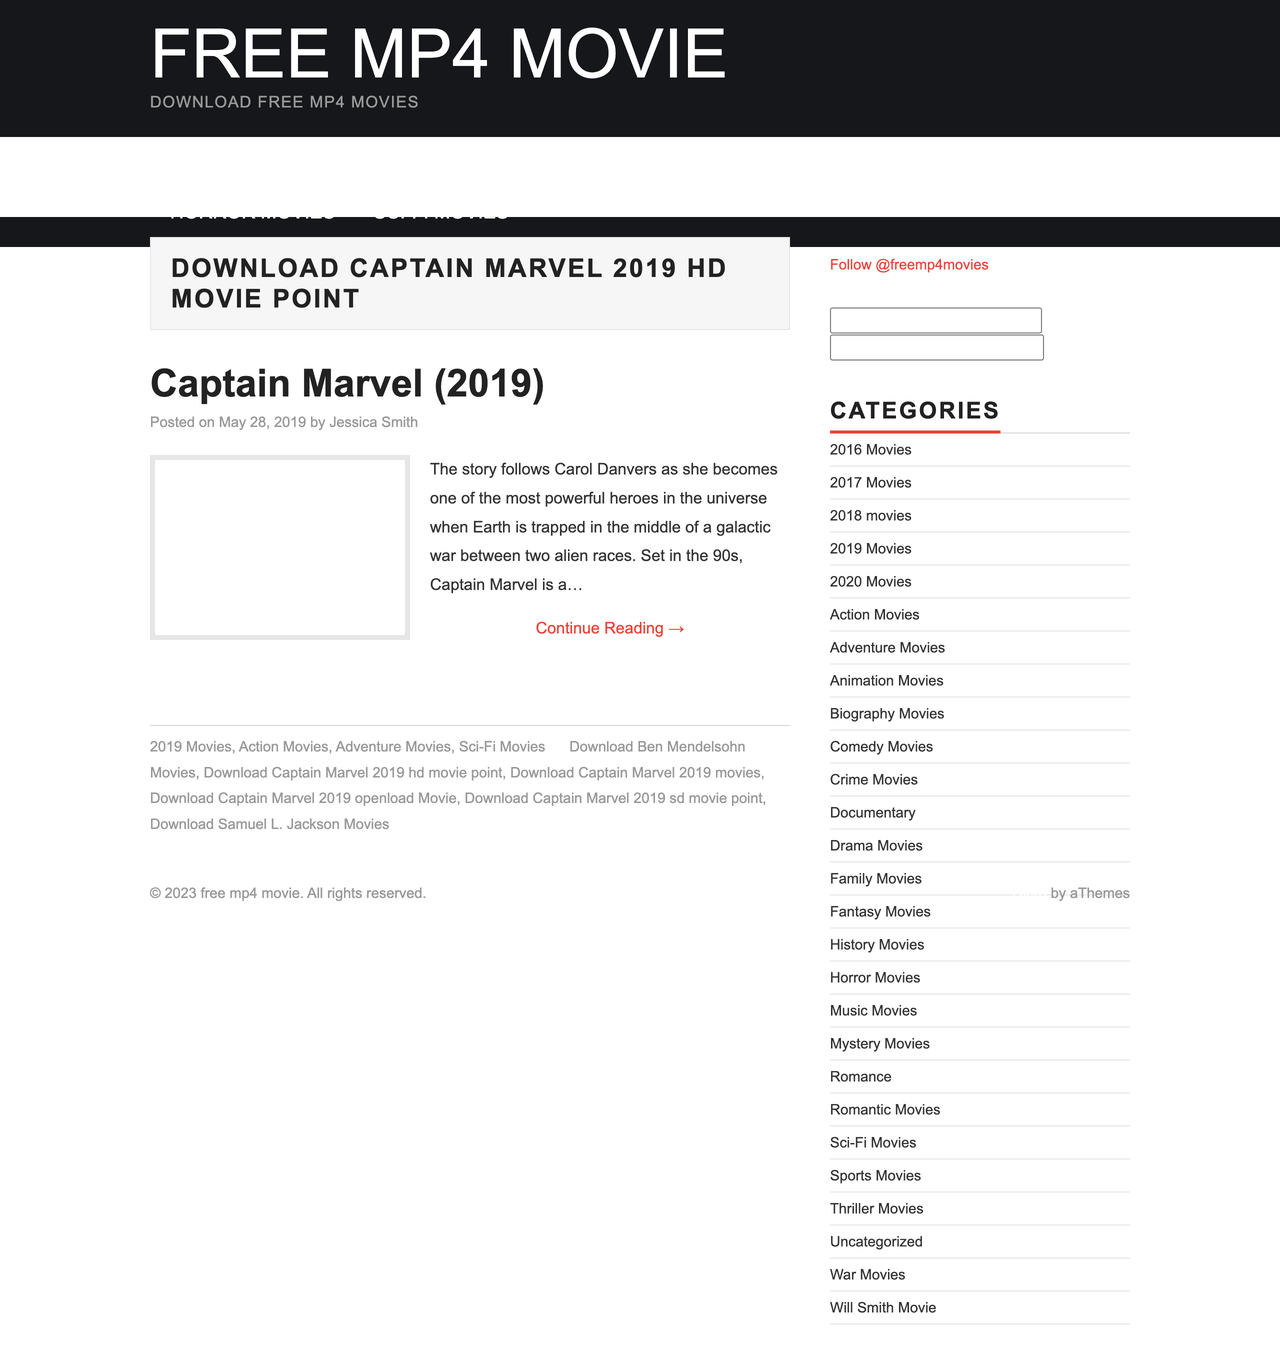 FREE MP4 MOVIE
DOWNLOAD FREE MP4 MOVIES
DOWNLOAD CAPTAIN MARVEL 2019 HD
MOVIE POINT
Captain Marvel (2019)
Posted on May 28, 2019 by Jessica Smith
The story follows Carol Danvers as she becomes
one of the most powerful heroes in the universe
when Earth is trapped in the middle of a galactic
war between two alien races. Set in the 90s,
Captain Marvel is a…
Continue Reading →
2019 Movies, Action Movies, Adventure Movies, Sci-Fi Movies Download Ben Mendelsohn
Movies, Download Captain Marvel 2019 hd movie point, Download Captain Marvel 2019 movies,
Download Captain Marvel 2019 openload Movie, Download Captain Marvel 2019 sd movie point,
Download Samuel L. Jackson Movies
Follow @freemp4movies
CATEGORIES
2016 Movies
2017 Movies
2018 movies
2019 Movies
2020 Movies
Action Movies
Adventure Movies
Animation Movies
Biography Movies
Comedy Movies
Crime Movies
Documentary
Drama Movies
Family Movies
Fantasy Movies
History Movies
Horror Movies
Music Movies
Mystery Movies
Romance
Romantic Movies
Sci-Fi Movies
Sports Movies
Thriller Movies
Uncategorized
War Movies
Will Smith Movie
© 2023 free mp4 movie. All rights reserved.
by aThemes